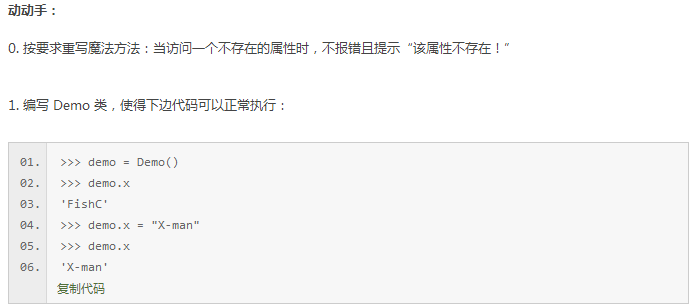 动动手：
0. 按要求重写魔法方法：当访问一个不存在的属性时，不报错且提示“该属性不存在！”
1. 编写 Demo 类，使得下边代码可以正常执行：
01. >>> demo = Demo()
02. >>> demo.x
03. 'FishC'
04. >>> demo.x = "X-man"
05. >>> demo.x
06. 'X-man'
复制代码